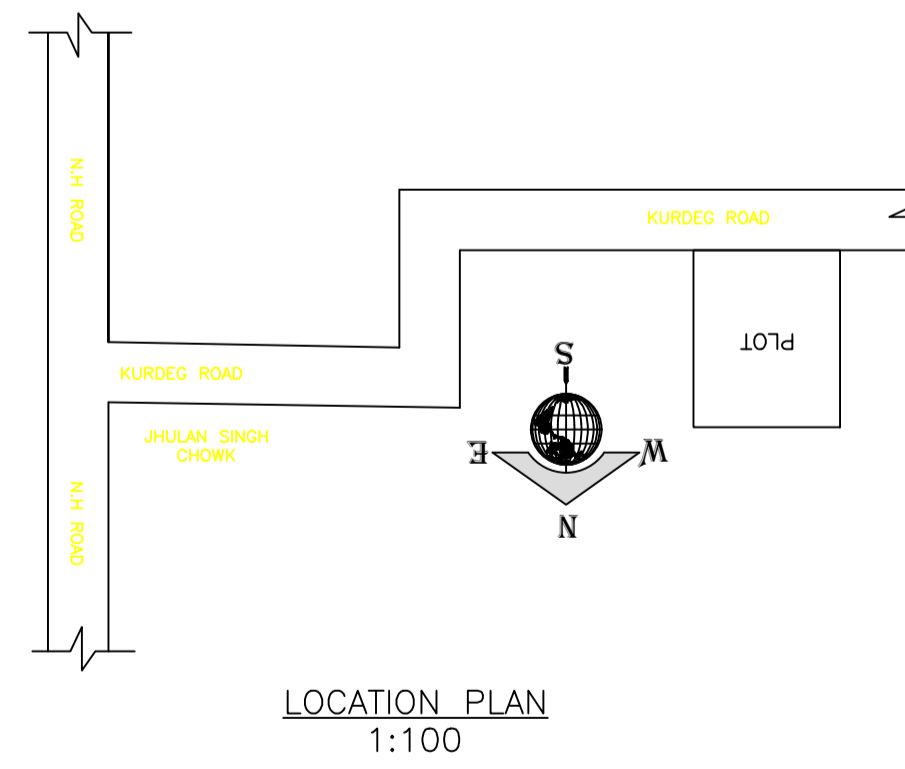 N.H ROAD
KURDEG ROAD
PLOT
S
KURDEG ROAD
JHULAN SINGH
CHOWK
E
W
N
N.H ROAD
LOCATION PLAN
1:100